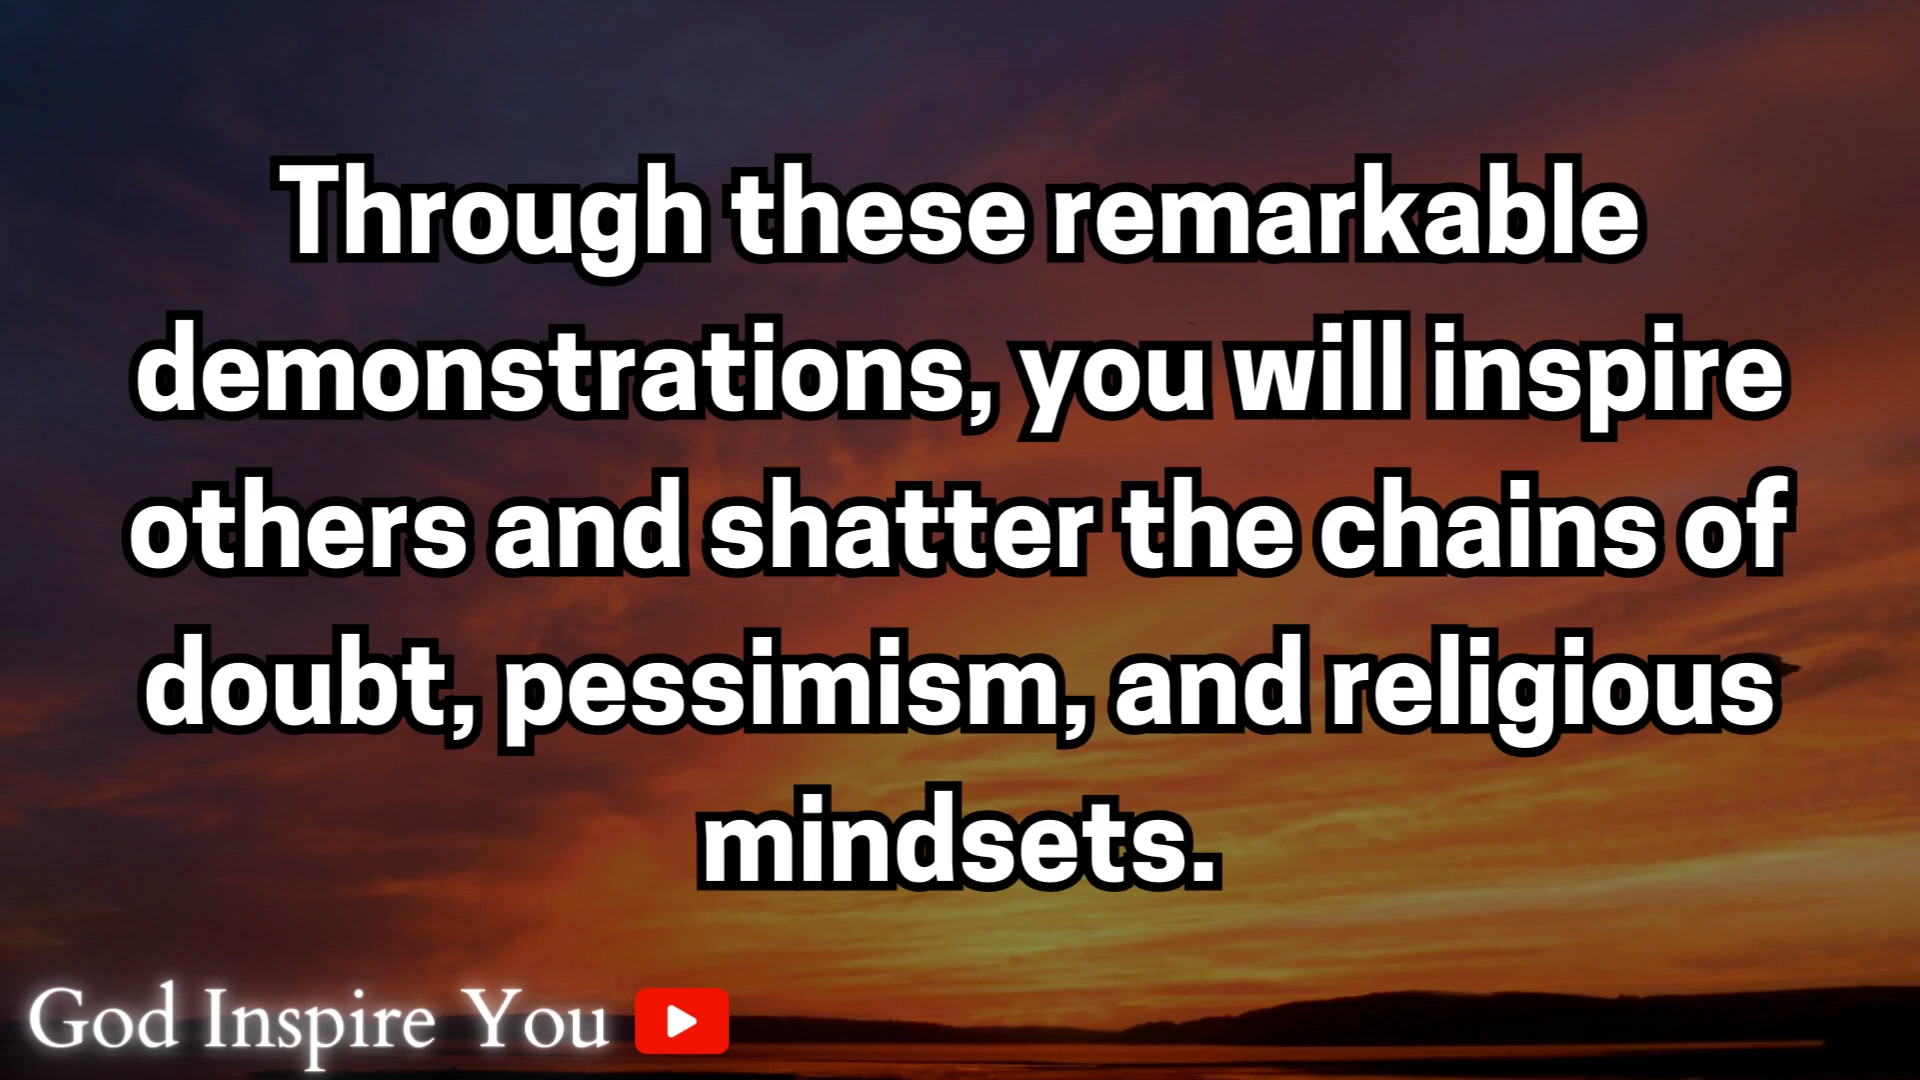 Through these remarkable
demonstrations, you will inspire
others and shatter the chains of
doubt, pessimism, and religious
mindsets.
God Inspire You